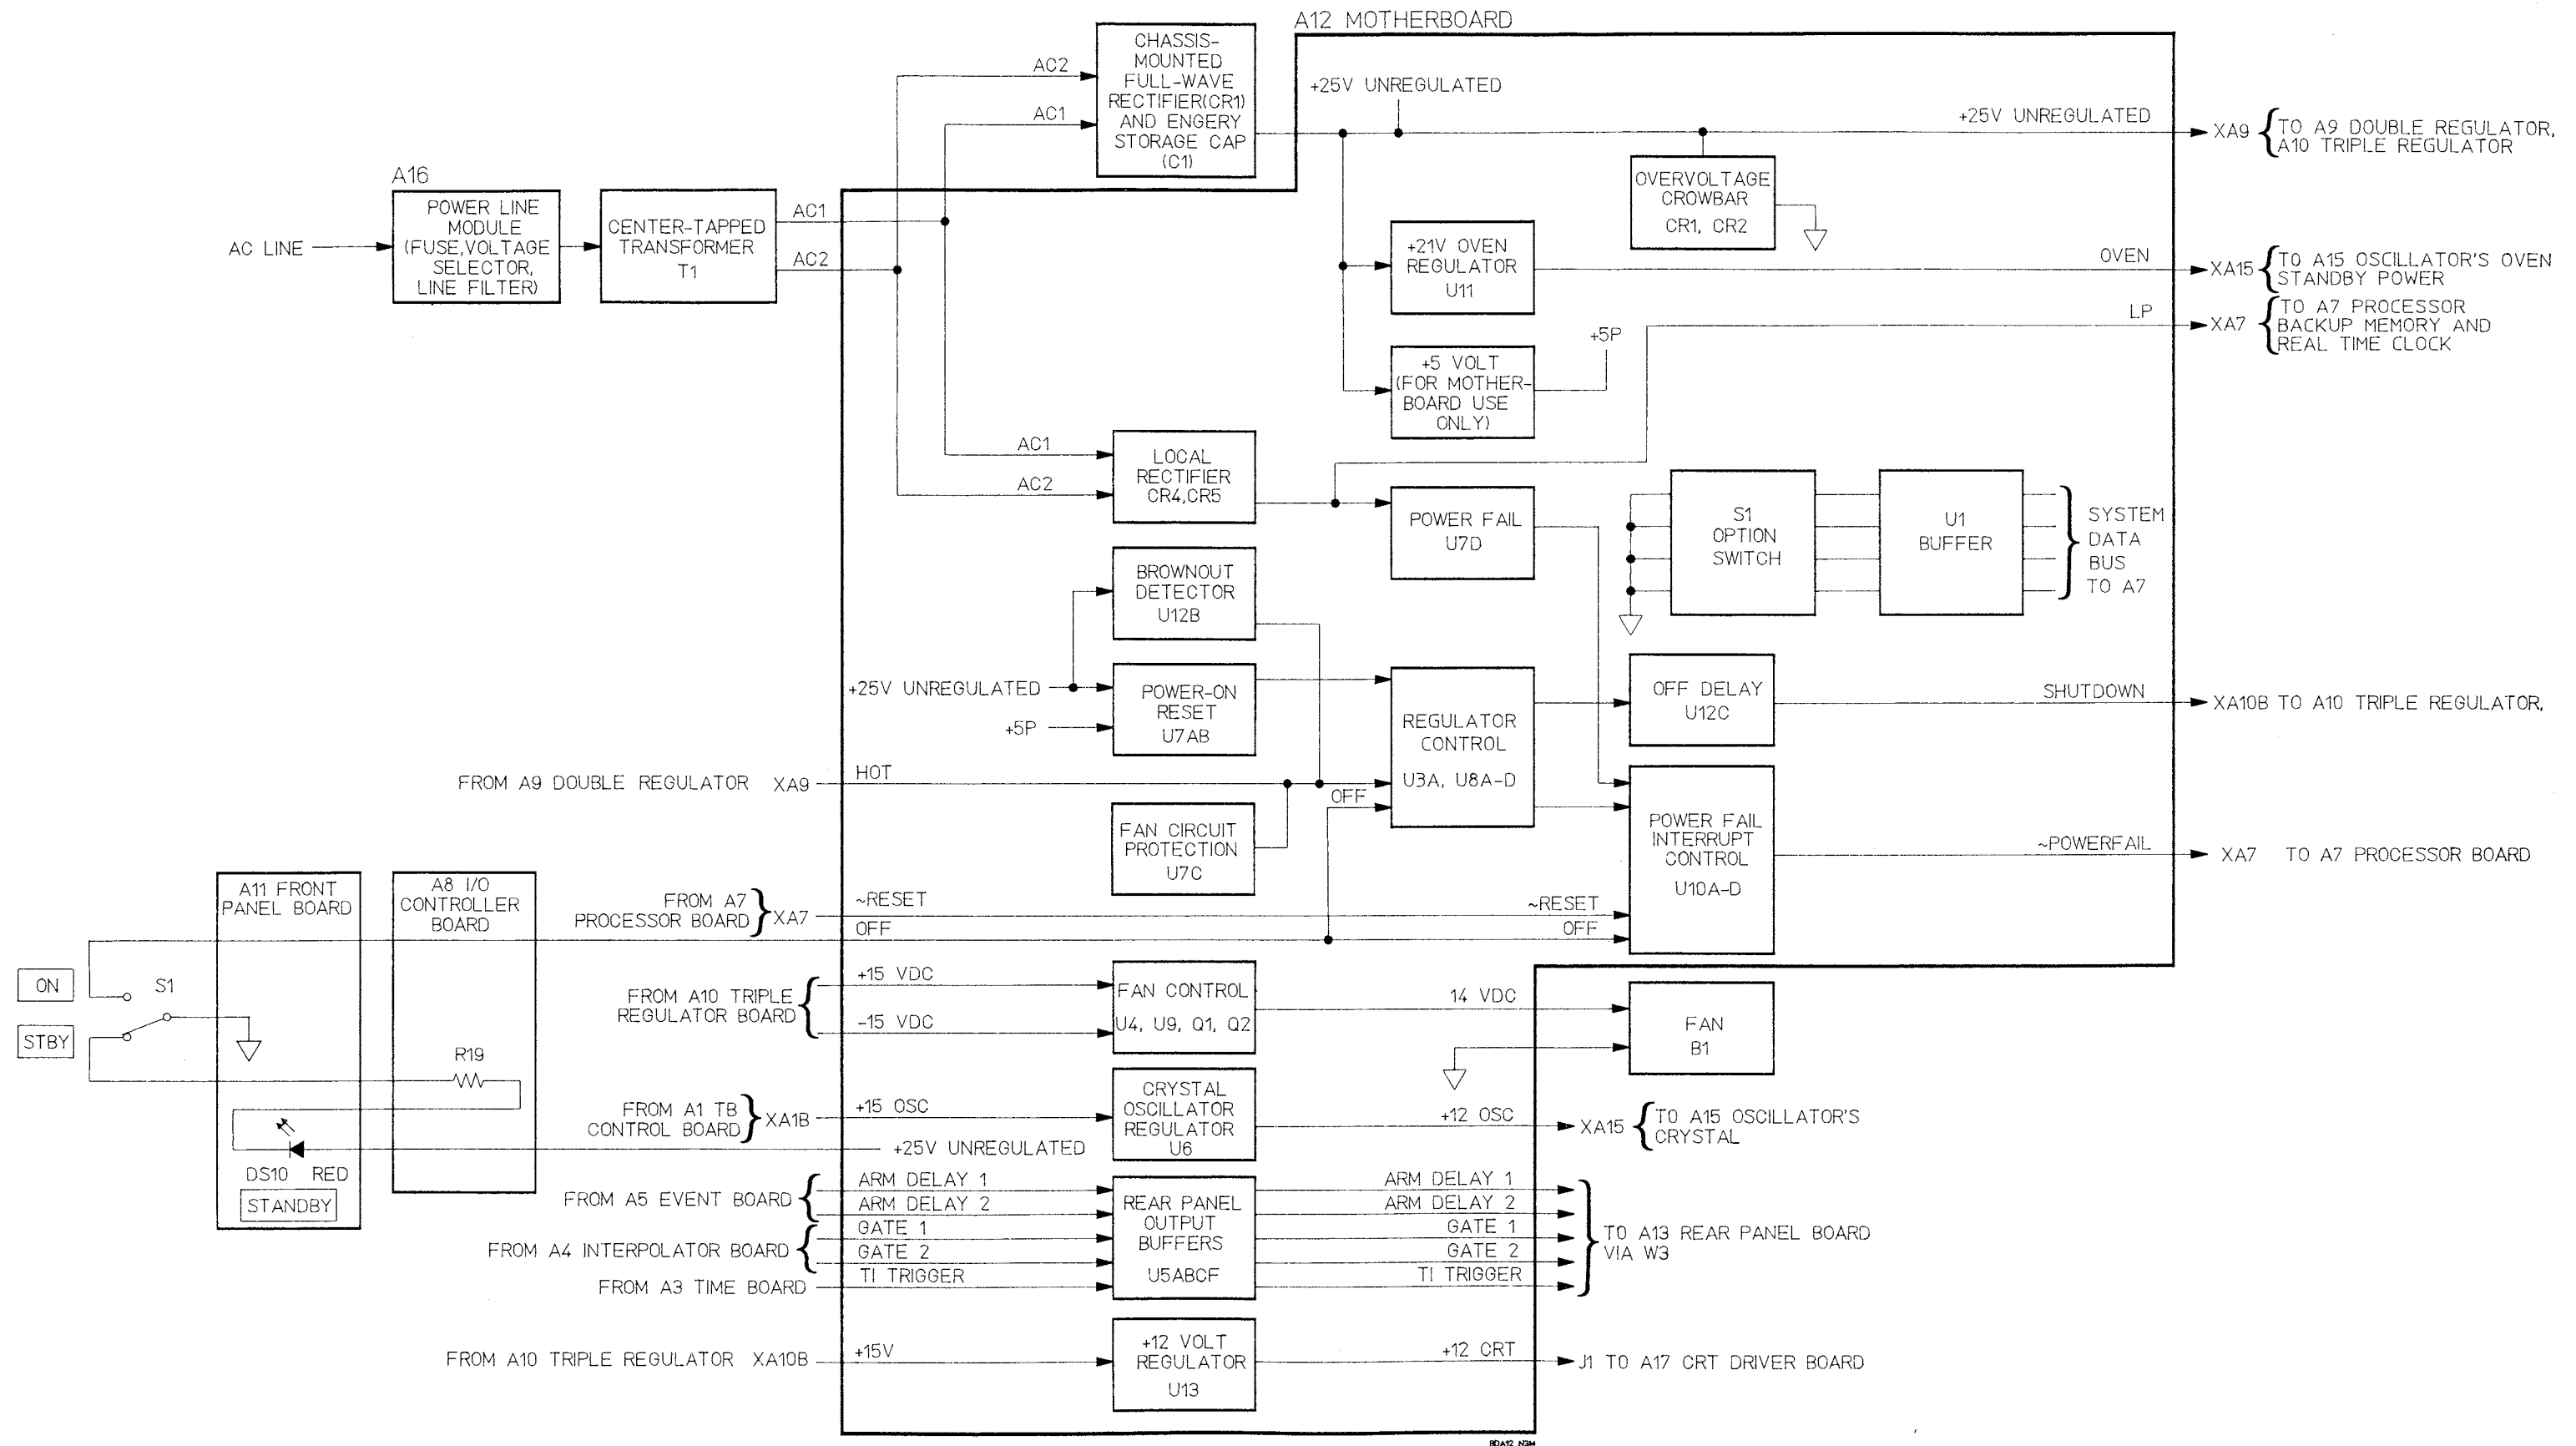 A12 MOTHERBOARD
CHASSIS-
MOUNTED
FULL-WAVE
RECTIFIER(CR1)
AND ENGERY
STORAGE CAP
(C1)
AC2
AC1
+25V UNREGULATED
+25V UNREGULATED
XA9
TO A9 DOUBLE REGULATOR,
A10 TRIPLE REGULATOR
A16
POWER LINE
MODULE
(FUSE,VOLTAGE
SELECTOR,
LINE FILTER)
AC LINE
CENTER-TAPPED
TRANSFORMER
T1
AC1
AC2
OVERVOLTAGE
CROWBAR
CR1, CR2
+21V OVEN
REGULATOR
U11
OVEN
XA15
TO A15 OSCILLATOR'S OVEN
STANDBY POWER
LP
XA7
TO A7 PROCESSOR
BACKUP MEMORY AND
REAL TIME CLOCK
+5P
+5 VOLT
(FOR MOTHER-
BOARD USE
ONLY)
AC1
AC2
LOCAL
RECTIFIER
CR4,CR5
POWER FAIL
U7D
S1
OPTION
SWITCH
U1
BUFFER
SYSTEM
DATA
BUS
TO A7
BROWNOUT
DETECTOR
U12B
+25V UNREGULATED
+5P
POWER-ON
RESET
U7AB
REGULATOR
CONTROL
U3A, U8A-D
OFF DELAY
U12C
SHUTDOWN
XA10B TO A10 TRIPLE REGULATOR,
FROM A9 DOUBLE REGULATOR XA9
HOT
OFF
FAN CIRCUIT
PROTECTION
U7C
POWER FAIL
INTERRUPT
CONTROL
U10A-D
~POWERFAIL
XA7 TO A7 PROCESSOR BOARD
A11 FRONT
PANEL BOARD
A8 I/O
CONTROLLER
BOARD
FROM A7
PROCESSOR BOARD
XA7
~RESET
OFF
~RESET
OFF
ON
S1
STBY
R19
DS10 RED
STANDBY
FROM A10 TRIPLE
REGULATOR BOARD
+15 VDC
-15 VDC
FAN CONTROL
U4, U9, Q1, Q2
14 VDC
FAN
B1
FROM A1 TB
CONTROL BOARD
XA1B
+15 OSC
CRYSTAL
OSCILLATOR
REGULATOR
U6
+12 OSC
XA15
TO A15 OSCILLATOR'S
CRYSTAL
+25V UNREGULATED
FROM A5 EVENT BOARD
FROM A4 INTERPOLATOR BOARD
FROM A3 TIME BOARD
ARM DELAY 1
ARM DELAY 2
GATE 1
GATE 2
TI TRIGGER
REAR PANEL
OUTPUT
BUFFERS
U5ABCF
ARM DELAY 1
ARM DELAY 2
GATE 1
GATE 2
TI TRIGGER
TO A13 REAR PANEL BOARD
VIA W3
FROM A10 TRIPLE REGULATOR XA10B
+15V
+12 VOLT
REGULATOR
U13
+12 CRT
J1 TO A17 CRT DRIVER BOARD
BDA12 N3M